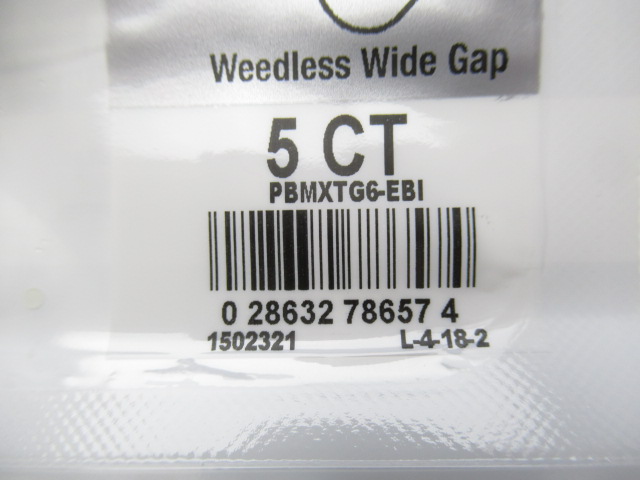 Weedless Wide Gap
5 CT
PBMXTG6-EBI
0 28632 78657 4
1502321 L-4-18-2